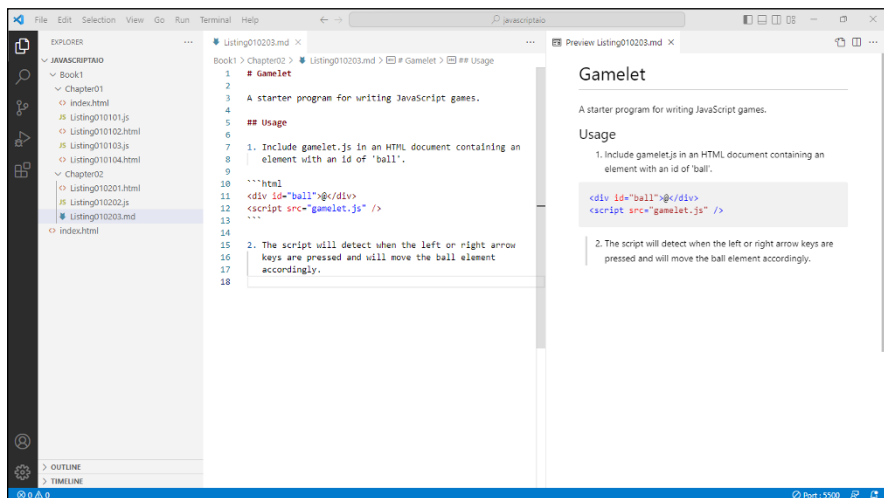 File Edit Selection View Go Run Terminal Help
javascriptaio
EXPLORER
JAVASCRIPTAIO
Book1
Chapter01
index.html
JS Listing010101.js
Listing010102.html
JS Listing010103.js
Listing010104.html
Chapter02
Listing010201.html
JS Listing010202.js
Listing010203.md
index.html
OUTLINE
TIMELINE
Listing010203.md
Book1 > Chapter02 > Listing010203.md > # Gamelet > ## Usage
1 # Gamelet
2
3 A starter program for writing JavaScript games.
4
5 ## Usage
6
7 1. Include gamelet.js in an HTML document containing an
8 element with an id of 'ball'.
9
10 ```html
11 <div id="ball">@</div>
12 <script src="gamelet.js" />
13 ```
14
15 2. The script will detect when the left or right arrow
16 keys are pressed and will move the ball element
17 accordingly.
18
Preview Listing010203.md
Gamelet
A starter program for writing JavaScript games.
Usage
1. Include gamelet.js in an HTML document containing an
element with an id of 'ball'.
<div id="ball">@</div>
<script src="gamelet.js" />
2. The script will detect when the left or right arrow keys are
pressed and will move the ball element accordingly.
0 0
Port : 5500